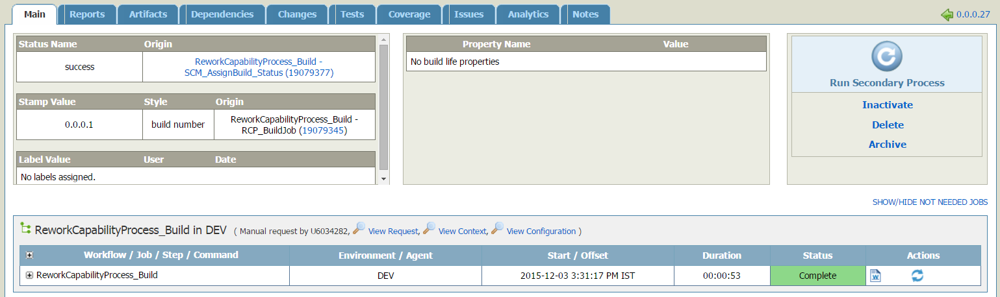 Main Reports Artifacts Dependencies Changes Tests Coverage Issues Analytics Notes
0.0.0.27
Status Name Origin
success
ReworkCapabilityProcess_Build -
SCM_AssignBuild_Status (19079377)
Stamp Value Style Origin
0.0.0.1 build number
ReworkCapabilityProcess_Build -
RCP_BuildJob (19079345)
Label Value User Date
No labels assigned.
Property Name Value
No build life properties
Run Secondary Process
Inactivate
Delete
Archive
SHOW/HIDE NOT NEEDED JOBS
ReworkCapabilityProcess_Build in DEV ( Manual request by U6034282, View Request, View Context, View Configuration )
Workflow / Job / Step / Command Environment / Agent Start / Offset Duration Status Actions
ReworkCapabilityProcess_Build DEV 2015-12-03 3:31:17 PM IST 00:00:53 Complete